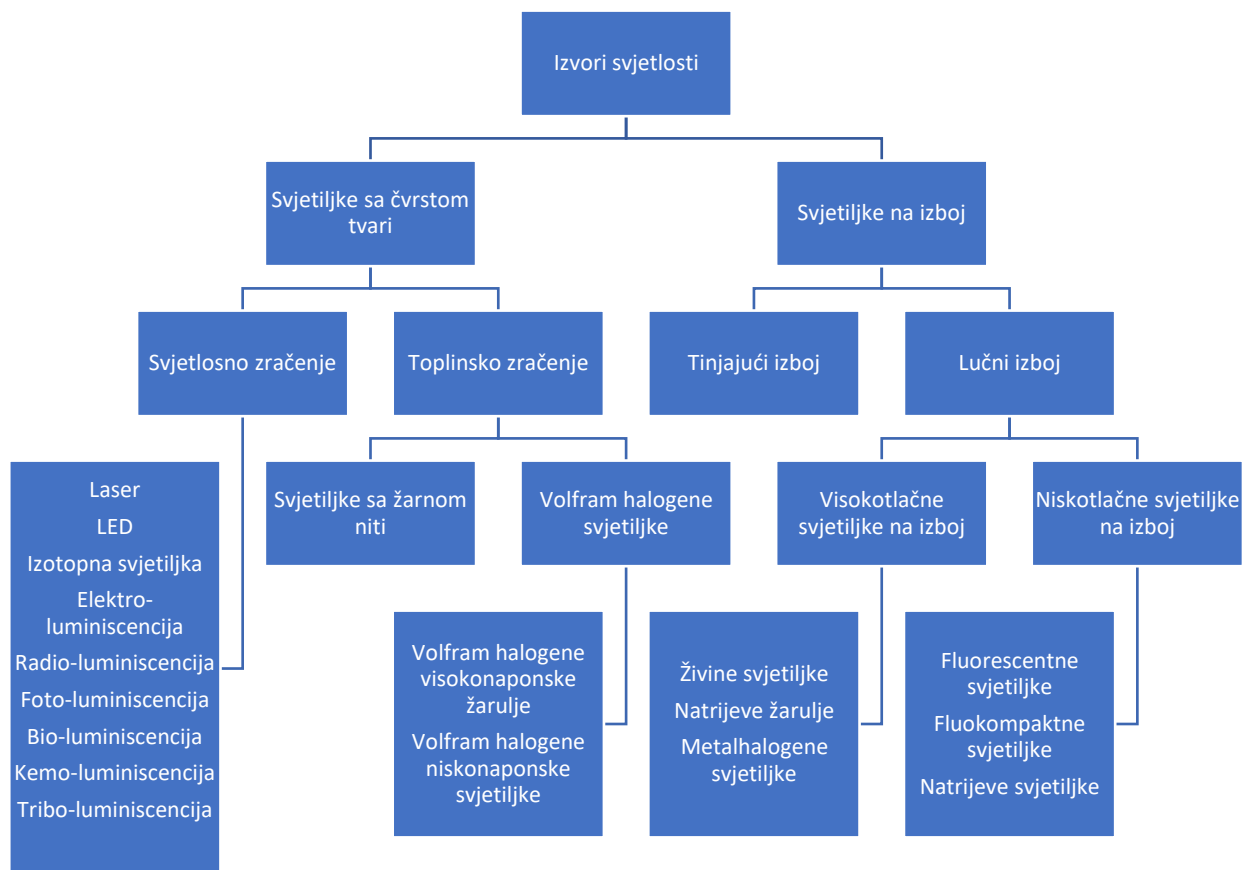 Izvori svjetlosti
Svjetiljke sa čvrstom
tvari
Svjetiljke na izboj
Svjetlosno zračenje
Toplinsko zračenje
Tinjajući izboj
Lučni izboj
Laser
LED
Izotopna svjetiljka
Elektro-
luminiscencija
Radio-luminiscencija
Foto-luminiscencija
Bio-luminiscencija
Kemo-luminiscencija
Tribo-luminiscija
Svjetiljke sa žarnom
niti
Volfram halogene
svjetiljke
Visokotlačne
svjetiljke na izboj
Niskotlačne svjetiljke
na izboj
Volfram halogene
visokonaponske
žarulje
Volfram halogene
niskonaponske
svjetiljke
Živine svjetiljke
Natrijeve žarulje
Metalhalogene
svjetiljke
Fluorescentne
svjetiljke
Fluokompaktne
svjetiljke
Natrijeve svjetiljke